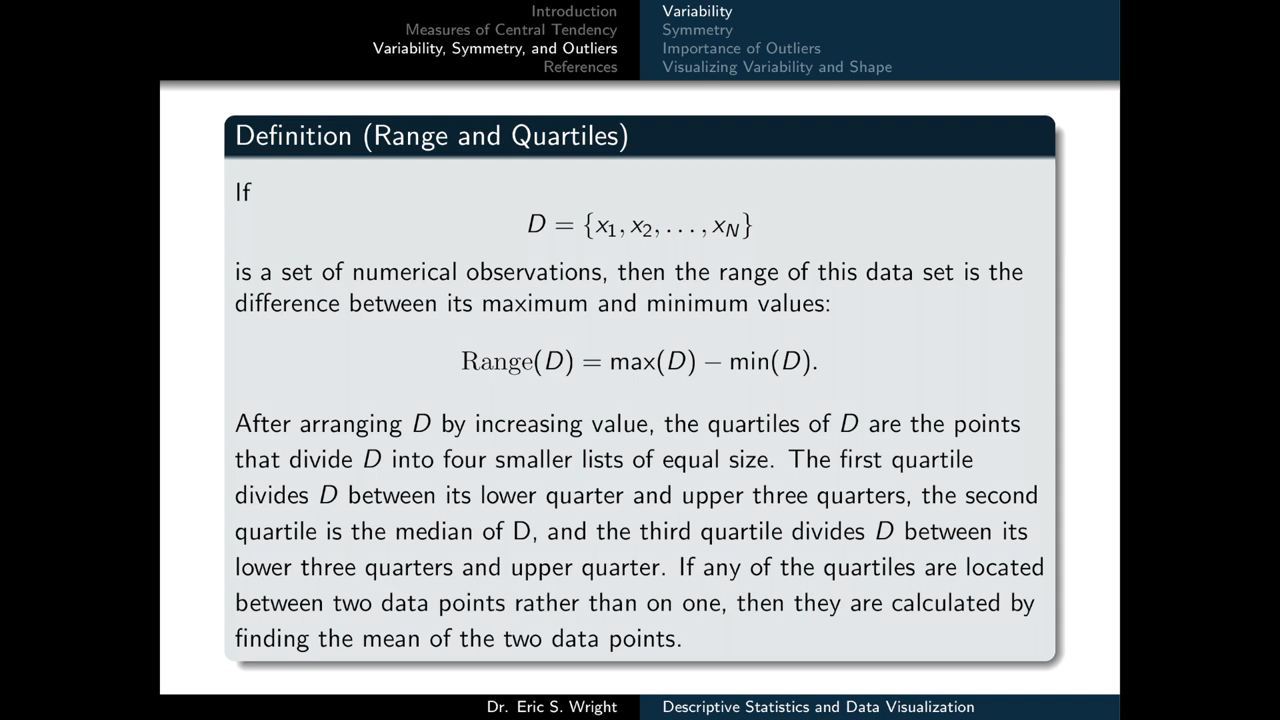 Introduction
Measures of Central Tendency
Variability, Symmetry, and Outliers
References
Variability
Symmetry
Importance of Outliers
Visualizing Variability and Shape
Definition (Range and Quartiles)
If
D = {x₁, x₂, . . . , x_N}
is a set of numerical observations, then the range of this data set is the
difference between its maximum and minimum values:
Range(D) = max(D) − min(D).
After arranging D by increasing value, the quartiles of D are the points
that divide D into four smaller lists of equal size. The first quartile
divides D between its lower quarter and upper three quarters, the second
quartile is the median of D, and the third quartile divides D between its
lower three quarters and upper quarter. If any of the quartiles are located
between two data points rather than on one, then they are calculated by
finding the mean of the two data points.
Dr. Eric S. Wright
Descriptive Statistics and Data Visualization